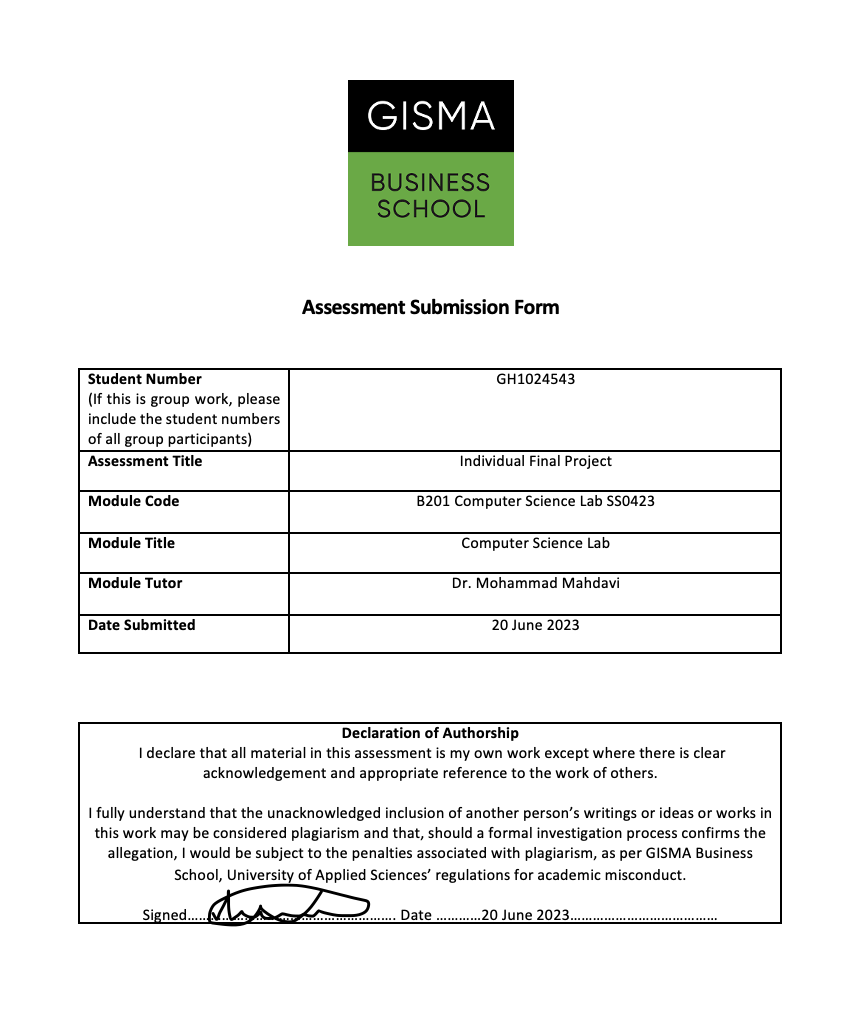 GISMA
BUSINESS
SCHOOL
Assessment Submission Form
Student Number
(If this is group work, please
include the student numbers
of all group participants)
GH1024543
Assessment Title
Individual Final Project
Module Code
B201 Computer Science Lab SS0423
Module Title
Computer Science Lab
Module Tutor
Dr. Mohammad Mahdavi
Date Submitted
20 June 2023
Declaration of Authorship
I declare that all material in this assessment is my own work except where there is clear
acknowledgement and appropriate reference to the work of others.
I fully understand that the unacknowledged inclusion of another person’s writings or ideas or works in
this work may be considered plagiarism and that, should a formal investigation process confirms the
allegation, I would be subject to the penalties associated with plagiarism, as per GISMA Business
School, University of Applied Sciences’ regulations for academic misconduct.
Signed……………………………………………. Date …………20 June 2023…………………………………